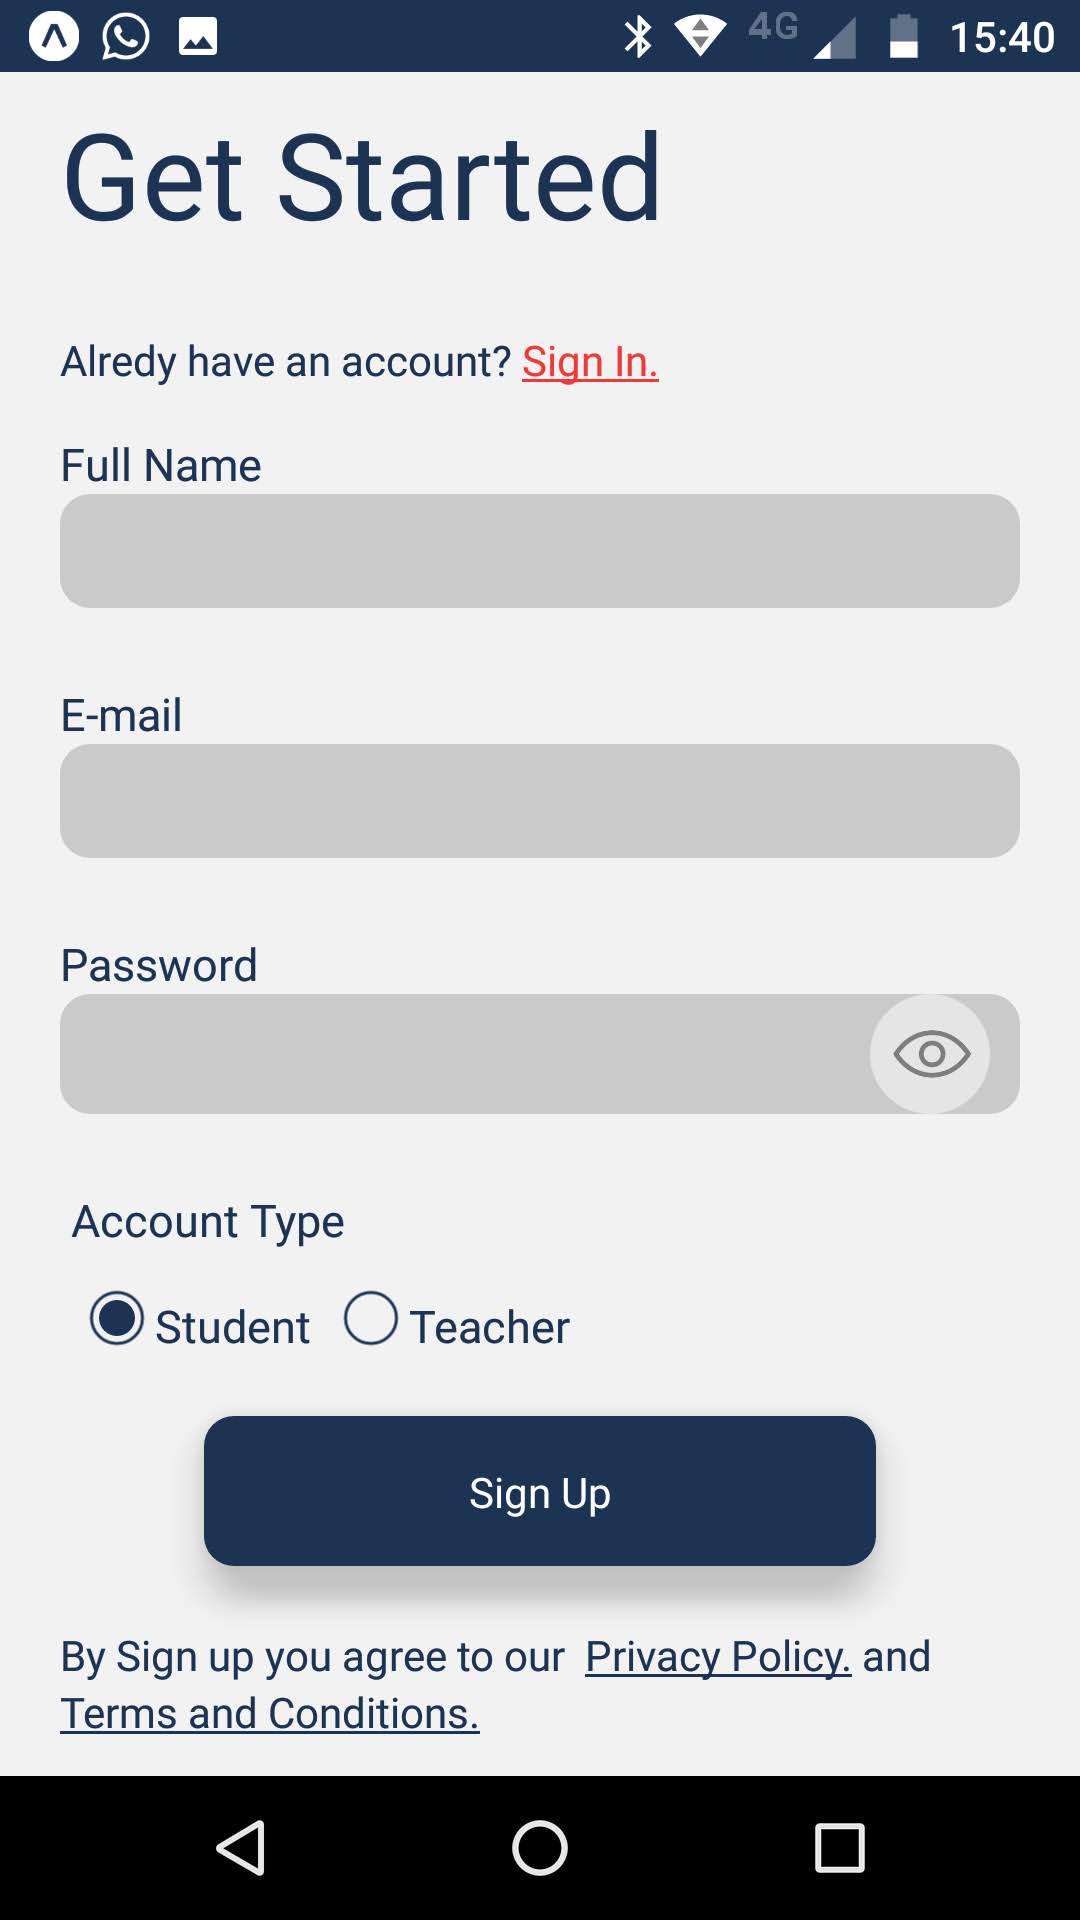 4G 15:40
Get Started
Alredy have an account? Sign In.
Full Name
E-mail
Password
Account Type
Student Teacher
Sign Up
By Sign up you agree to our Privacy Policy. and
Terms and Conditions.